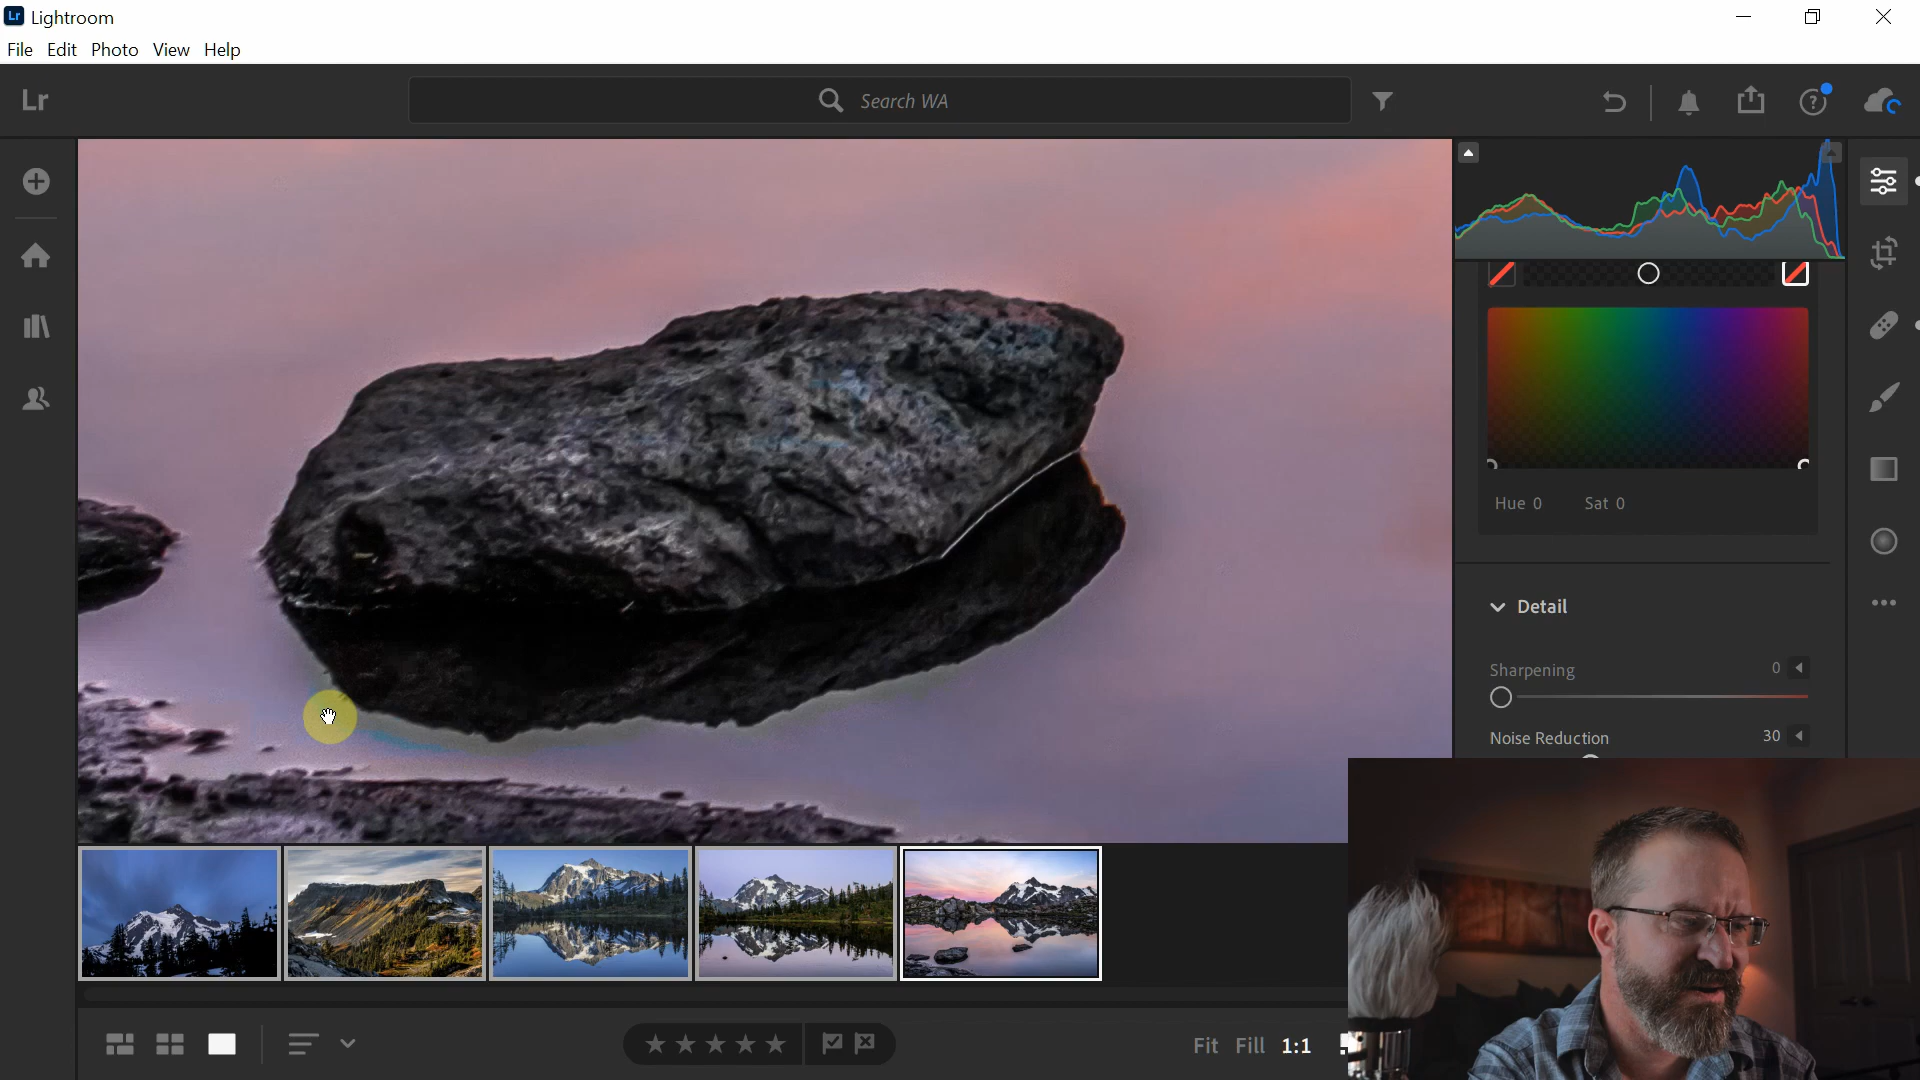 Lr Lightroom
File Edit Photo View Help
Lr Search WA
Hue 0 Sat 0
Detail
Sharpening 0
Noise Reduction 30
Fit Fill 1:1